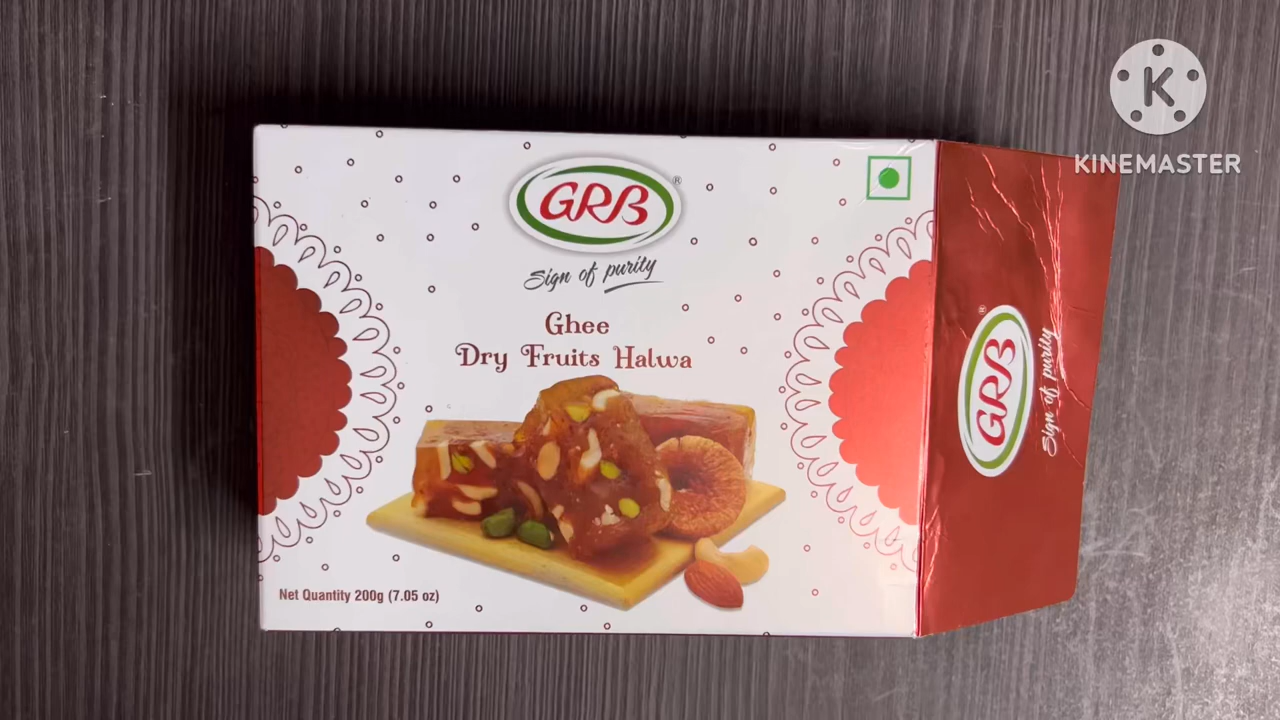 GRB
®
Sign of purity
Ghee
Dry Fruits Halwa
Net Quantity 200g (7.05 oz)
GRB
®
Sign of purity
K
KINEMASTER